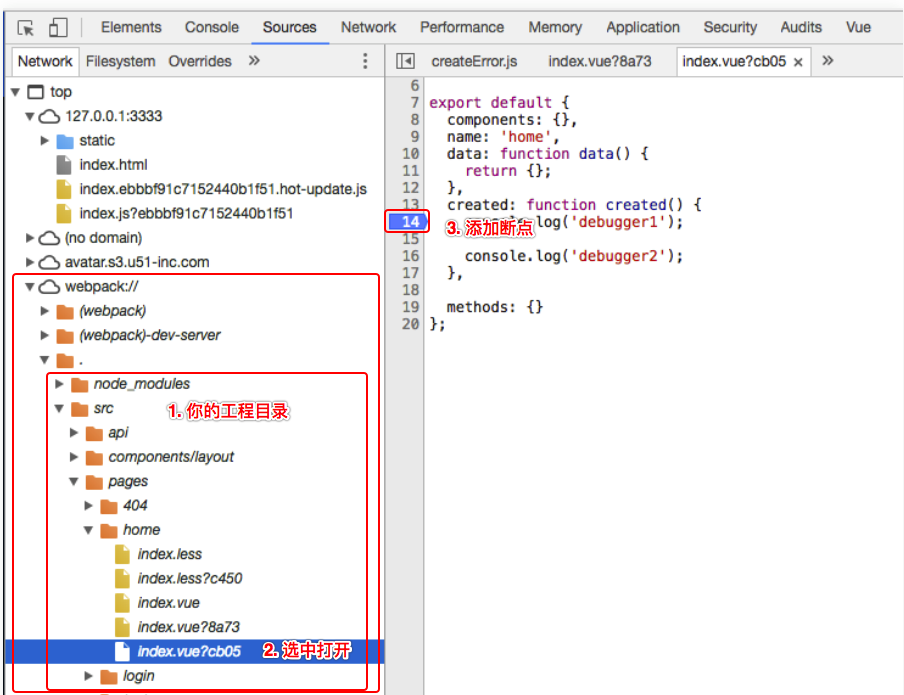 Elements Console Sources Network Performance Memory Application Security Audits Vue
Network Filesystem Overrides »
createError.js index.vue?8a73 index.vue?cb05 × »
top
127.0.0.1:3333
static
index.html
index.ebbbf91c7152440b1f51.hot-update.js
index.js?ebbbf91c7152440b1f51
(no domain)
avatar.s3.u51-inc.com
webpack://
(webpack)
(webpack)-dev-server
.
node_modules
src
1. 你的工程目录
api
components/layout
pages
404
home
index.less
index.less?c450
index.vue
index.vue?8a73
index.vue?cb05 2. 选中打开
login
6
7 export default {
8 components: {},
9 name: 'home',
10 data: function data() {
11 return {};
12 },
13 created: function created() {
14 .log('debugger1');
3. 添加断点
15
16 console.log('debugger2');
17 },
18
19 methods: {}
20 };